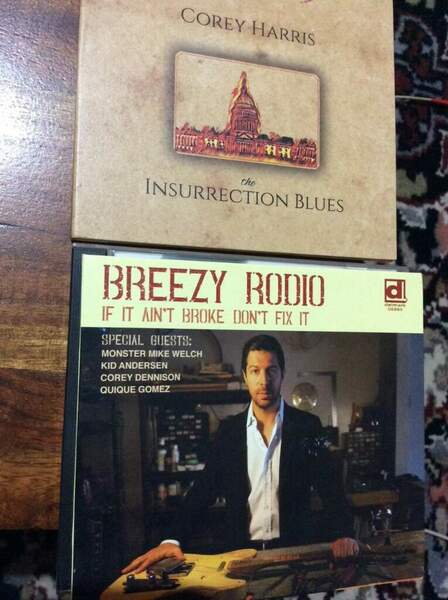 COREY HARRIS
the
INSURRECTION BLUES
BREEZY RODIO
IF IT AIN'T BROKE DON'T FIX IT
SPECIAL GUESTS:
MONSTER MIKE WELCH
KID ANDERSEN
COREY DENNISON
QUIQUE GOMEZ
d